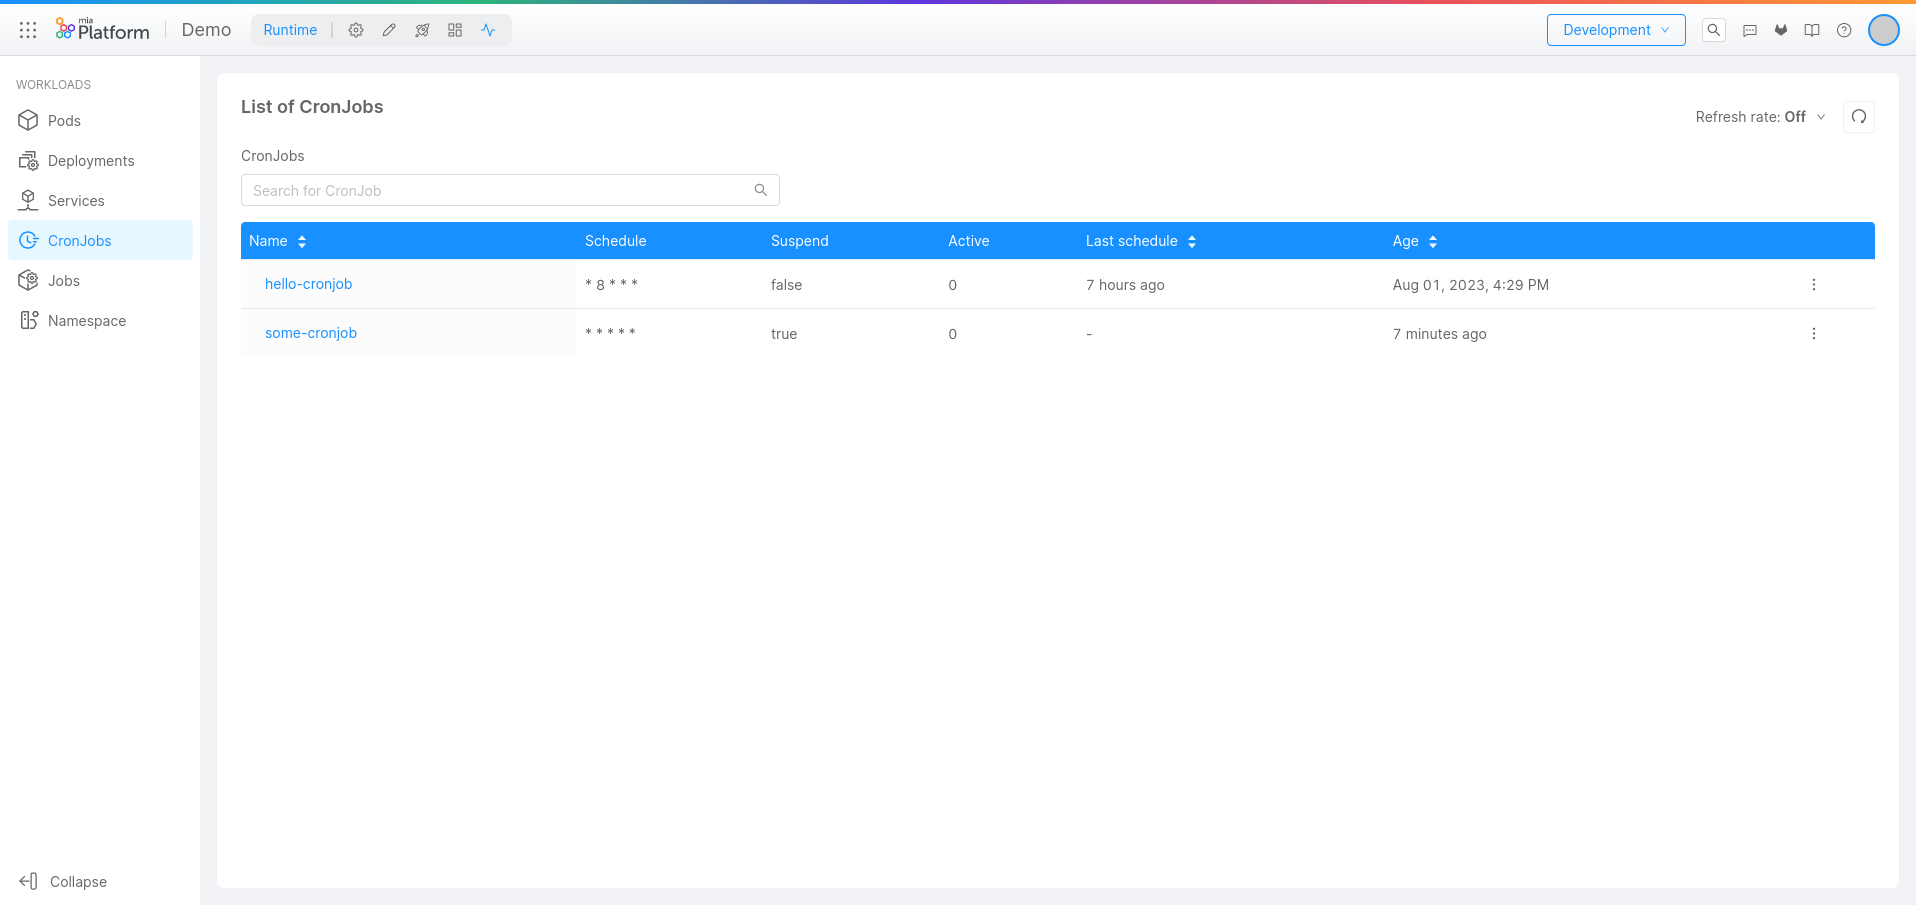 mia
Platform
Demo
Runtime
Development
WORKLOADS
Pods
Deployments
Services
CronJobs
Jobs
Namespace
Collapse
List of CronJobs
Refresh rate: Off
CronJobs
Search for CronJob
Name Schedule Suspend Active Last schedule Age
hello-cronjob * 8 * * * false 0 7 hours ago Aug 01, 2023, 4:29 PM
some-cronjob * * * * * true 0 - 7 minutes ago